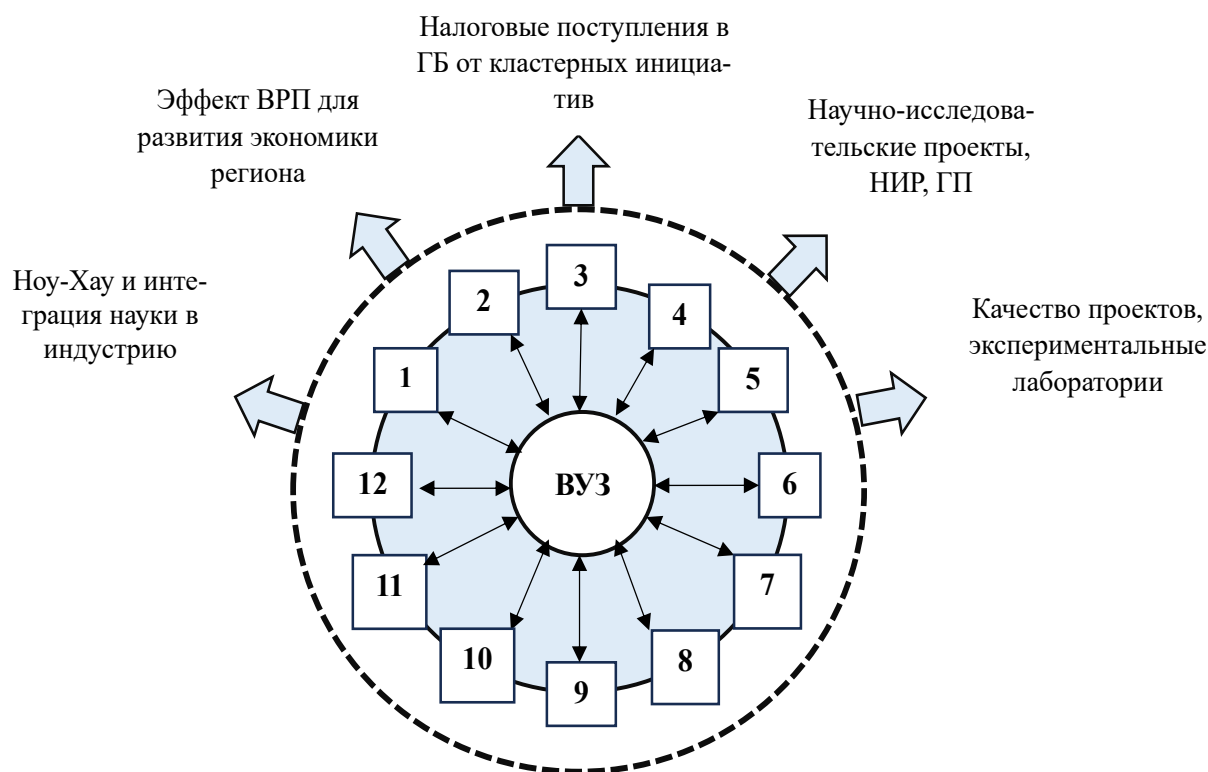 Налоговые поступления в
ГБ от кластерных инициа-
тив
Эффект ВРП для
развития экономики
региона
Научно-исследова-
тельские проекты,
НИР, ГП
Ноу-Хау и инте-
грация науки в
индустрию
Качество проектов,
экспериментальные
лаборатории
1
2
3
4
5
6
7
8
9
10
11
12
ВУЗ